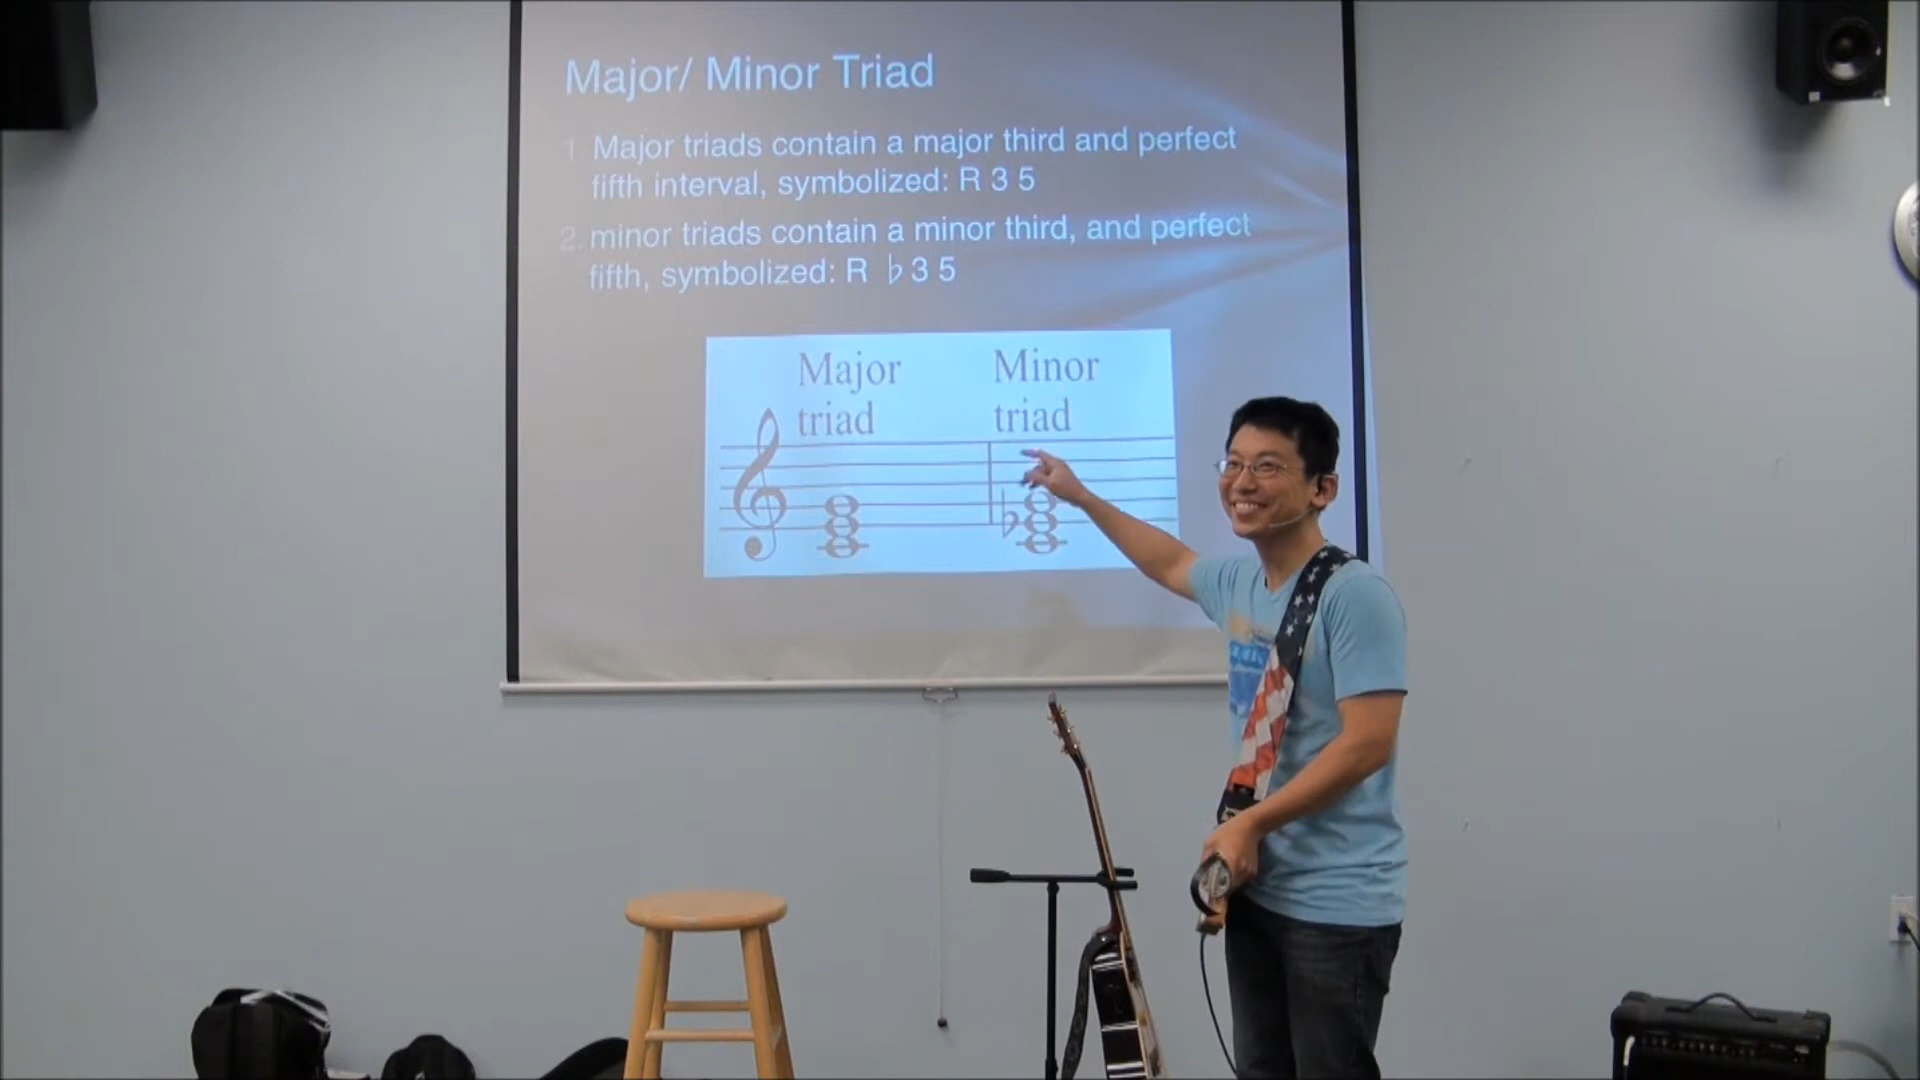 Major/ Minor Triad
1 Major triads contain a major third and perfect
fifth interval, symbolized: R 3 5
2. minor triads contain a minor third, and perfect
fifth, symbolized: R ♭3 5
Major
triad
Minor
triad